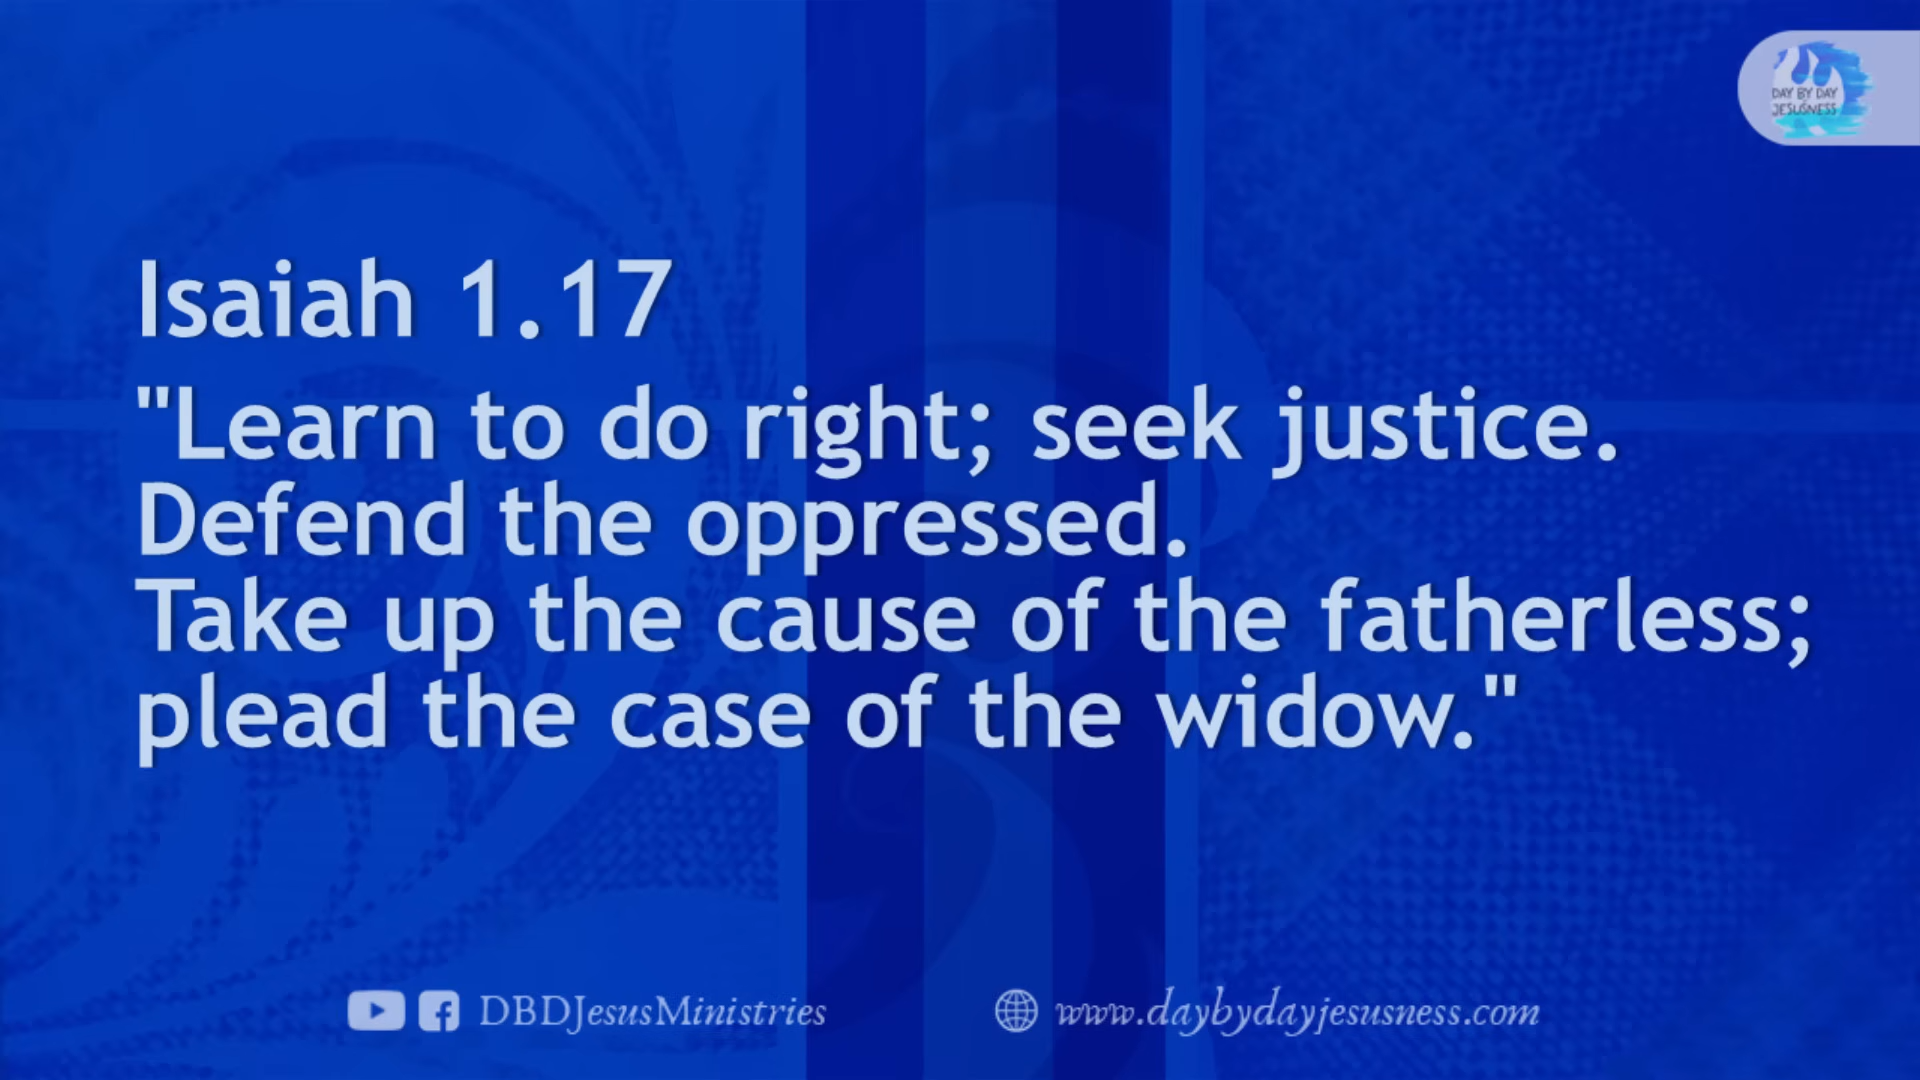 DAY BY DAY
JESUSNESS
Isaiah 1.17
"Learn to do right; seek justice.
Defend the oppressed.
Take up the cause of the fatherless;
plead the case of the widow."
DBDJesusMinistries
www.daybydayjesusness.com